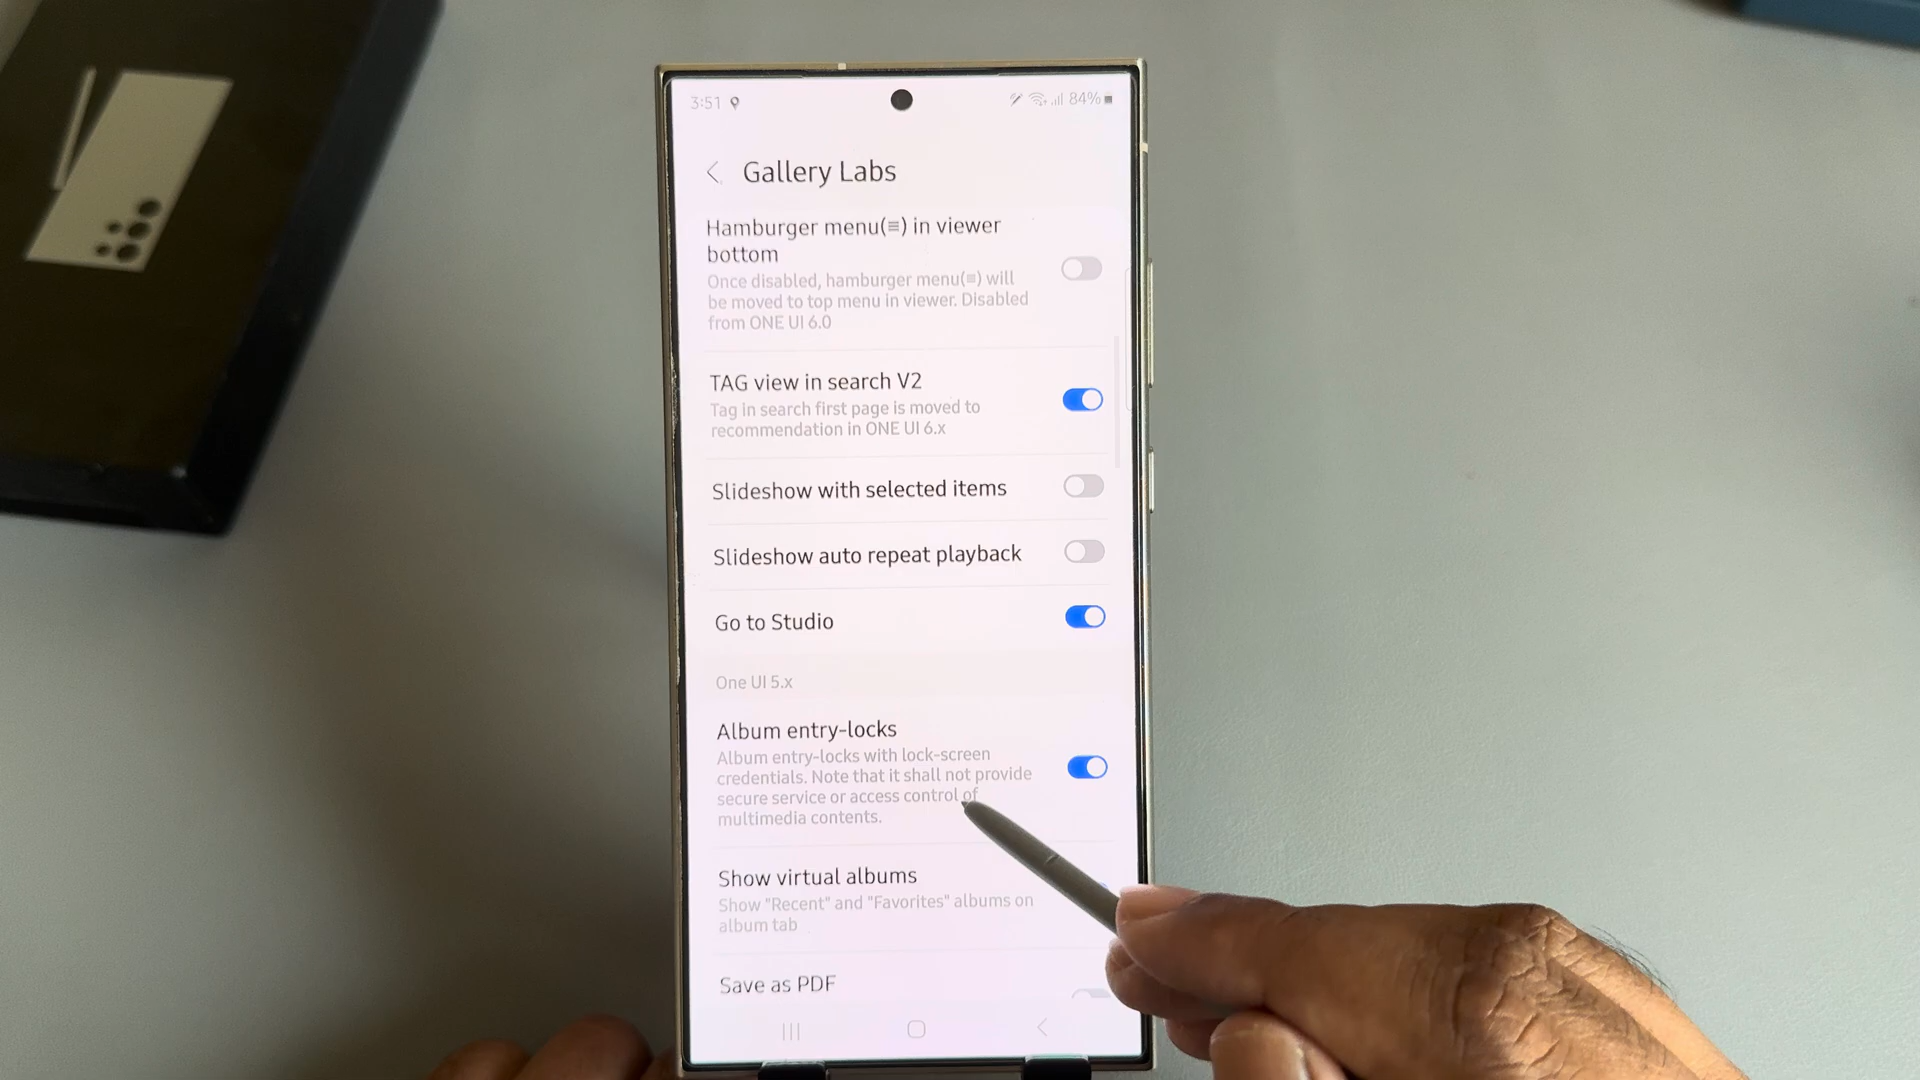 3:51
84%
Gallery Labs
Hamburger menu(≡) in viewer
bottom
Once disabled, hamburger menu(≡) will
be moved to top menu in viewer. Disabled
from ONE UI 6.0
TAG view in search V2
Tag in search first page is moved to
recommendation in ONE UI 6.x
Slideshow with selected items
Slideshow auto repeat playback
Go to Studio
One UI 5.x
Album entry-locks
Album entry-locks with lock-screen
credentials. Note that it shall not provide
secure service or access control of
multimedia contents.
Show virtual albums
Show "Recent" and "Favorites" albums on
album tab
Save as PDF